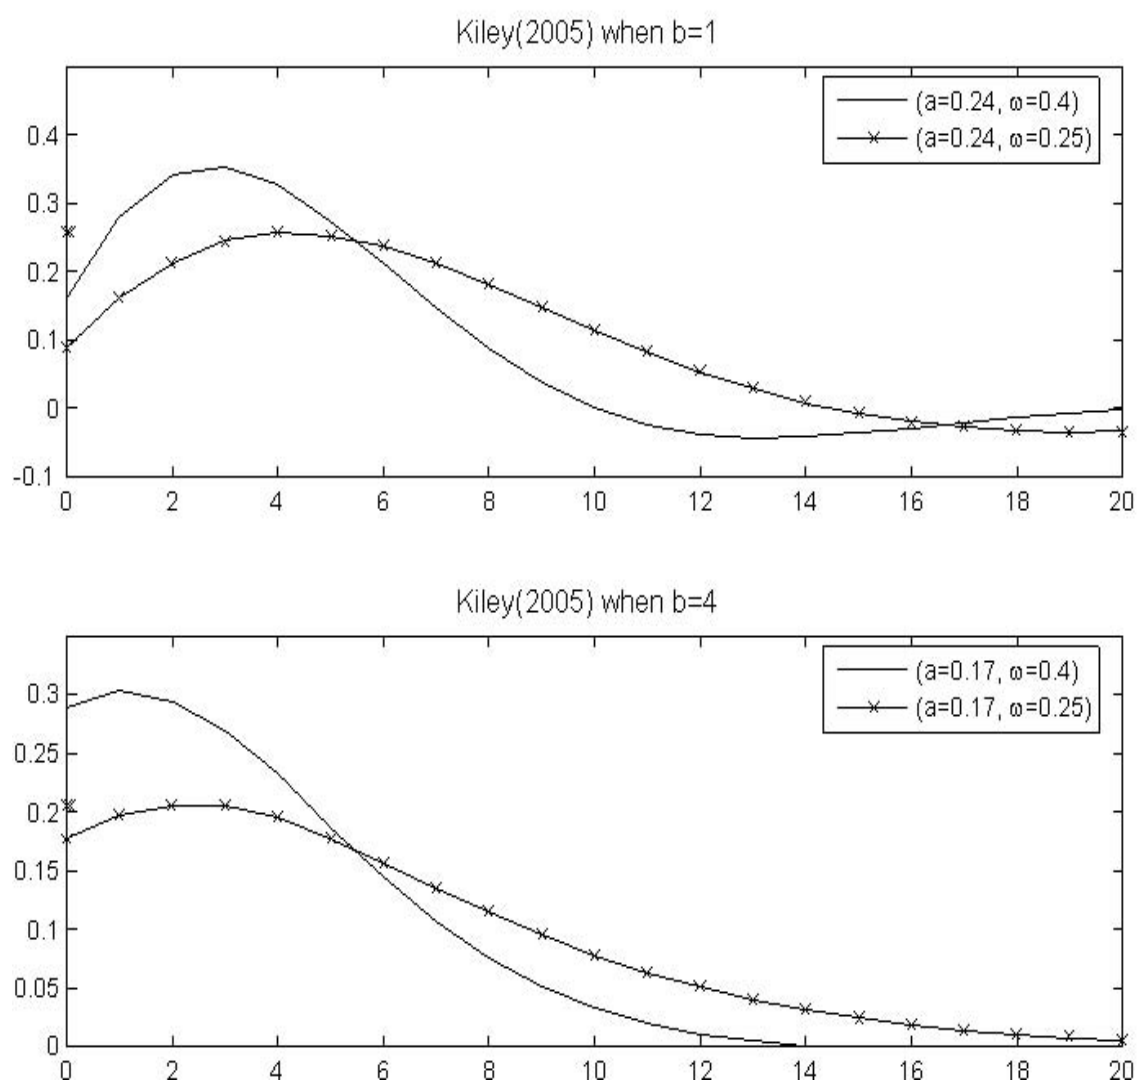 Kiley(2005) when b=1
(a=0.24, ω=0.4)
(a=0.24, ω=0.25)
0.4
0.3
0.2
0.1
0
-0.1
0 2 4 6 8 10 12 14 16 18 20
Kiley(2005) when b=4
(a=0.17, ω=0.4)
(a=0.17, ω=0.25)
0.3
0.25
0.2
0.15
0.1
0.05
0
0 2 4 6 8 10 12 14 16 18 20